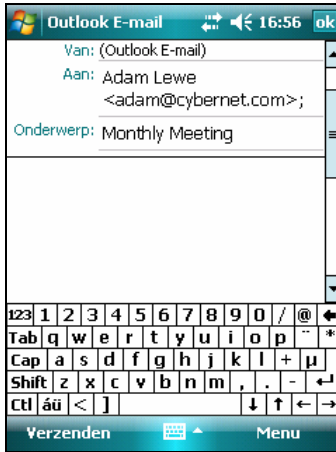 Outlook E-mail 16:56 ok
Van: (Outlook E-mail)
Aan: Adam Lewe
<adam@cybernet.com>;
Onderwerp: Monthly Meeting
123 1 2 3 4 5 6 7 8 9 0 / @
Tab q w e r t y u i o p ¨ *
Cap a s d f g h j k l + µ
Shift z x c v b n m , . - ↵
Ctl áü < ] ↓ ↑ ← →
Verzenden Menu